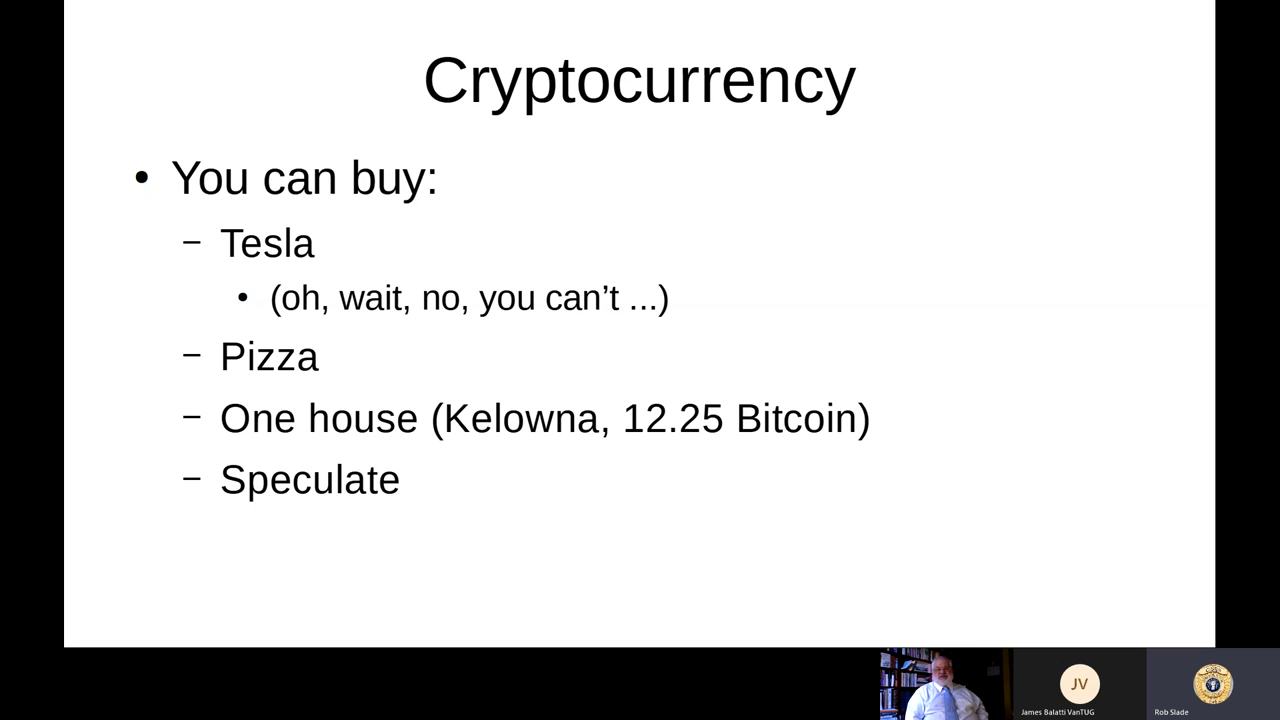 Cryptocurrency
• You can buy:
– Tesla
• (oh, wait, no, you can’t ...)
– Pizza
– One house (Kelowna, 12.25 Bitcoin)
– Speculate
JV
James Balatti VanTUG
Rob Slade